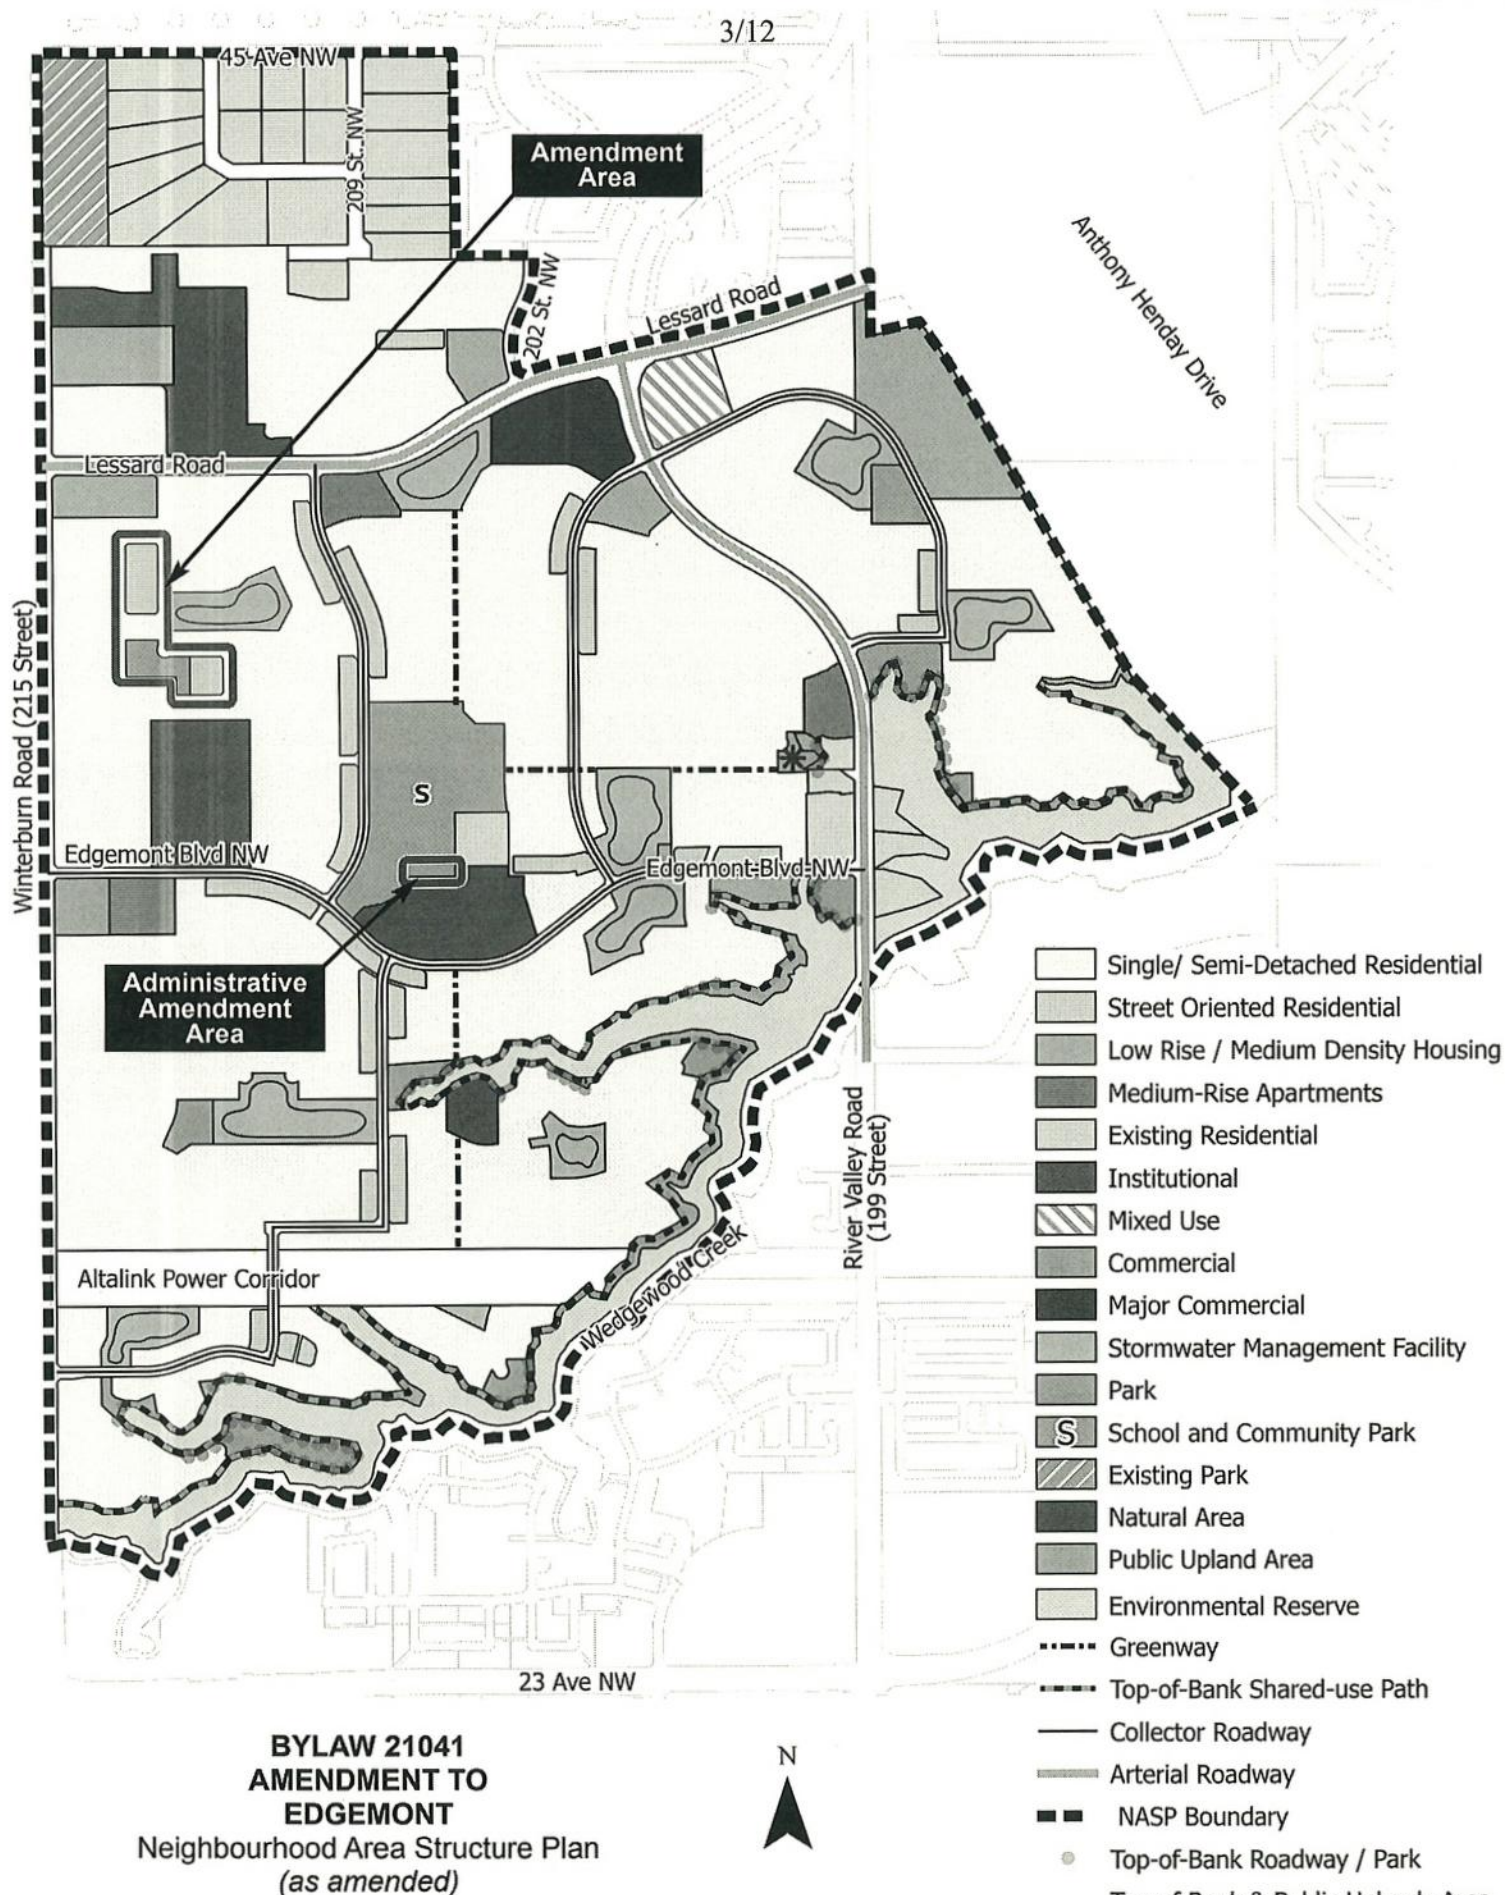 3/12
45 Ave NW
209 St. NW
Amendment
Area
202 St. NW
Lessard Road
Anthony Henday Drive
Lessard Road
Winterburn Road (215 Street)
S
Edgemont Blvd NW
Edgemont Blvd NW
Administrative
Amendment
Area
River Valley Road
(199 Street)
Altalink Power Corridor
Wedgewood Creek
23 Ave NW
Single/ Semi-Detached Residential
Street Oriented Residential
Low Rise / Medium Density Housing
Medium-Rise Apartments
Existing Residential
Institutional
Mixed Use
Commercial
Major Commercial
Stormwater Management Facility
Park
S School and Community Park
Existing Park
Natural Area
Public Upland Area
Environmental Reserve
Greenway
Top-of-Bank Shared-use Path
Collector Roadway
Arterial Roadway
NASP Boundary
Top-of-Bank Roadway / Park
BYLAW 21041
AMENDMENT TO
EDGEMONT
Neighbourhood Area Structure Plan
(as amended)
N